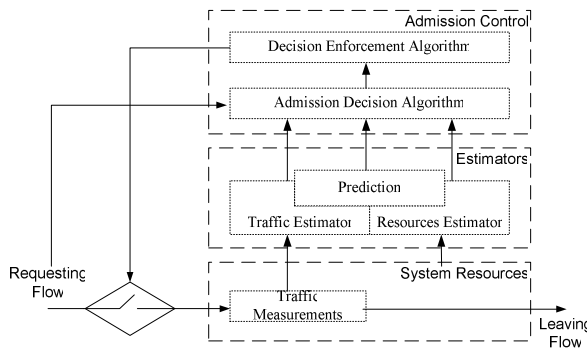 Admission Control
Decision Enforcement Algorithm
Admission Decision Algorithm
Estimators
Prediction
Traffic Estimator
Resources Estimator
Requesting
Flow
System Resources
Traffic
Measurements
Leaving
Flow